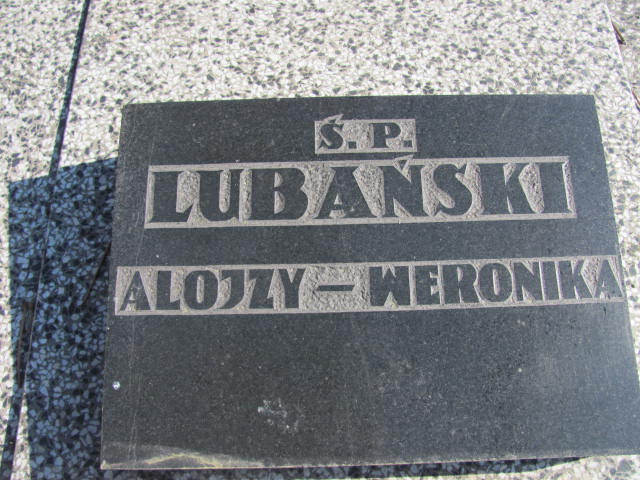 Ś.P.
LUBAŃSKI
ALOJZY — WERONIKA